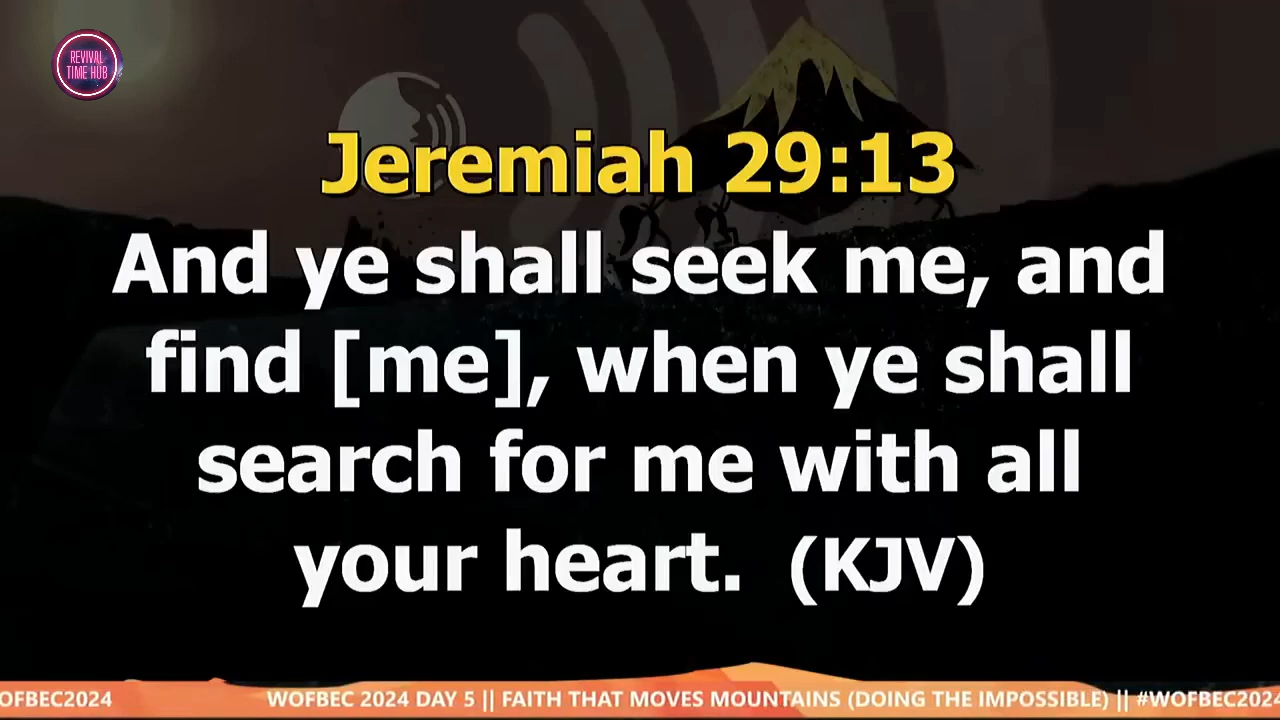 REVIVAL
TIME HUB
Jeremiah 29:13
And ye shall seek me, and
find [me], when ye shall
search for me with all
your heart. (KJV)
OFBEC2024 WOFBEC 2024 DAY 5 || FAITH THAT MOVES MOUNTAINS (DOING THE IMPOSSIBLE) || #WOFBEC2024